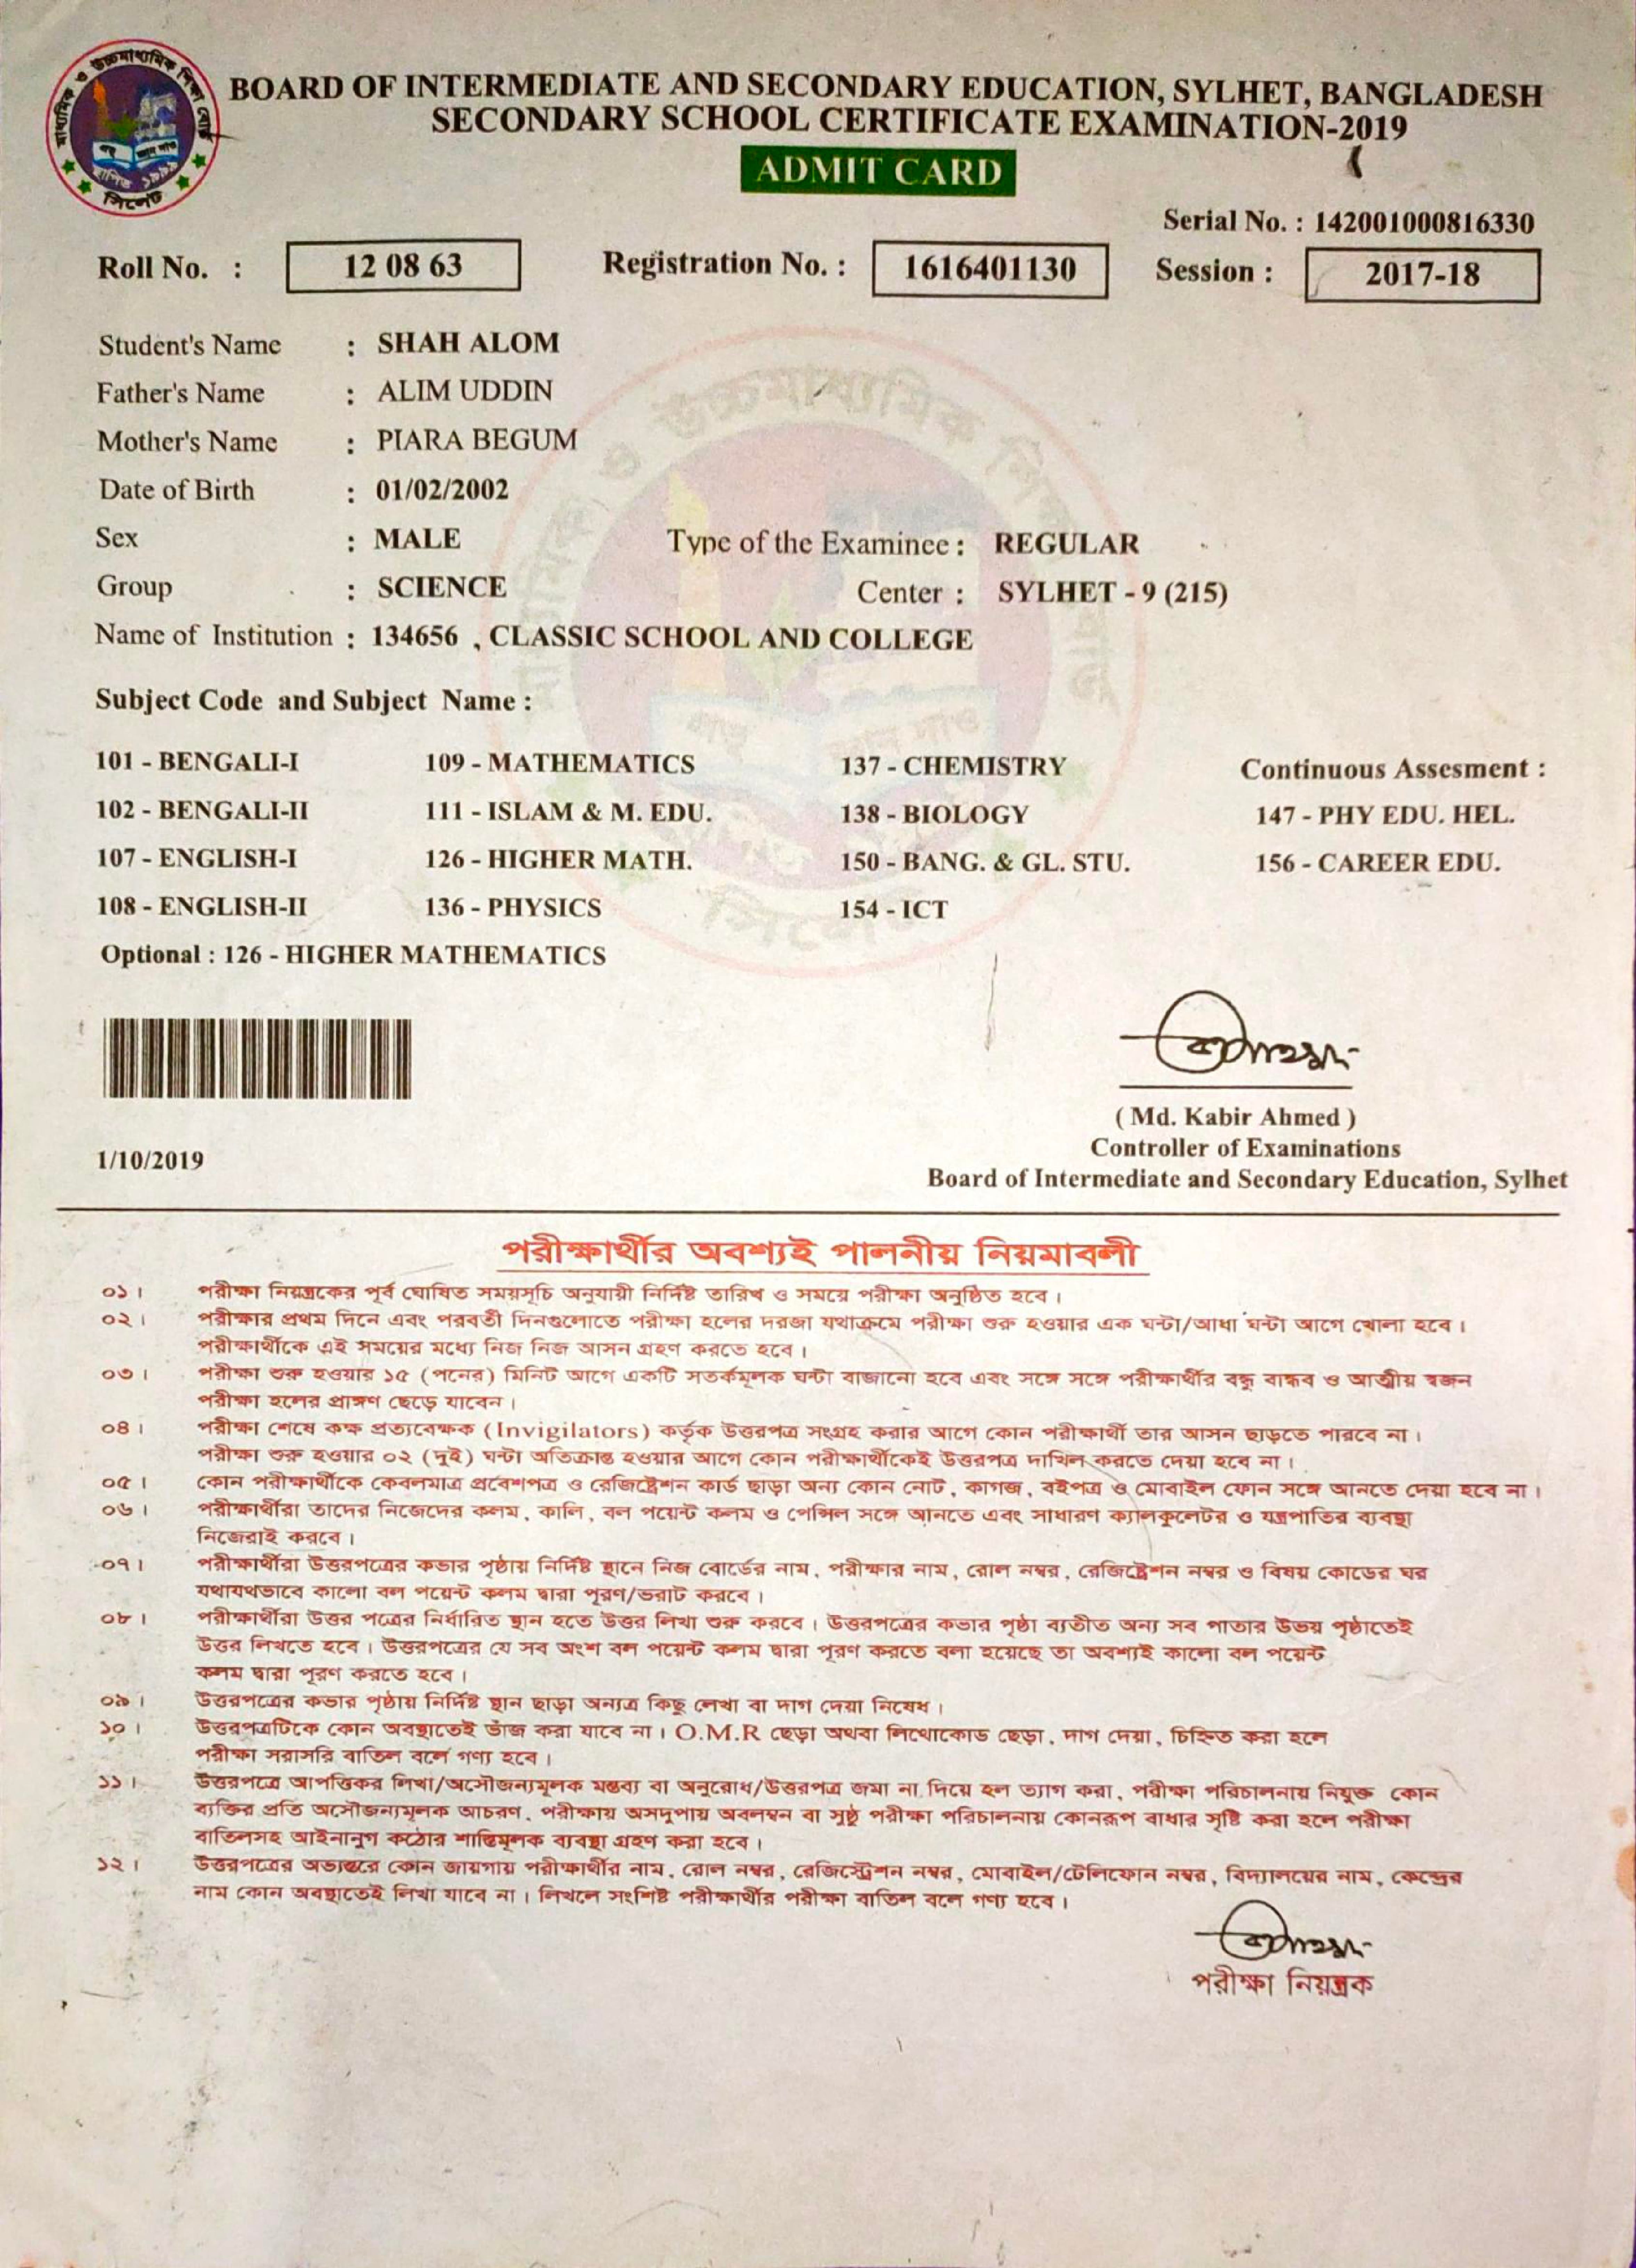 মাধ্যমিক ও উচ্চমাধ্যমিক শিক্ষা বোর্ড
স্থাপিত ১৯৯৯
সিলেট
BOARD OF INTERMEDIATE AND SECONDARY EDUCATION, SYLHET, BANGLADESH
SECONDARY SCHOOL CERTIFICATE EXAMINATION-2019
ADMIT CARD
Serial No. : 142001000816330
Roll No. : 12 08 63 Registration No. : 1616401130 Session : 2017-18
Student's Name : SHAH ALOM
Father's Name : ALIM UDDIN
Mother's Name : PIARA BEGUM
Date of Birth : 01/02/2002
Sex : MALE Type of the Examinee : REGULAR
Group : SCIENCE Center : SYLHET - 9 (215)
Name of Institution : 134656 , CLASSIC SCHOOL AND COLLEGE
Subject Code and Subject Name :
101 - BENGALI-I 109 - MATHEMATICS 137 - CHEMISTRY Continuous Assesment :
102 - BENGALI-II 111 - ISLAM & M. EDU. 138 - BIOLOGY 147 - PHY EDU. HEL.
107 - ENGLISH-I 126 - HIGHER MATH. 150 - BANG. & GL. STU. 156 - CAREER EDU.
108 - ENGLISH-II 136 - PHYSICS 154 - ICT
Optional : 126 - HIGHER MATHEMATICS
( Md. Kabir Ahmed )
Controller of Examinations
1/10/2019
Board of Intermediate and Secondary Education, Sylhet
পরীক্ষার্থীর অবশ্যই পালনীয় নিয়মাবলী
০১। পরীক্ষা নিয়ন্ত্রকের পূর্ব ঘোষিত সময়সূচি অনুযায়ী নির্দিষ্ট তারিখ ও সময়ে পরীক্ষা অনুষ্ঠিত হবে।
০২। পরীক্ষার প্রথম দিনে এবং পরবর্তী দিনগুলোতে পরীক্ষা হলের দরজা যথাক্রমে পরীক্ষা শুরু হওয়ার এক ঘন্টা/আধা ঘন্টা আগে খোলা হবে।
পরীক্ষার্থীকে এই সময়ের মধ্যে নিজ নিজ আসন গ্রহণ করতে হবে।
০৩। পরীক্ষা শুরু হওয়ার ১৫ (পনের) মিনিট আগে একটি সতর্কমূলক ঘন্টা বাজানো হবে এবং সঙ্গে সঙ্গে পরীক্ষার্থীর বন্ধু বান্ধব ও আত্মীয় স্বজন
পরীক্ষা হলের প্রাঙ্গণ ছেড়ে যাবেন।
০৪। পরীক্ষা শেষে কক্ষ প্রত্যবেক্ষক (Invigilators) কর্তৃক উত্তরপত্র সংগ্রহ করার আগে কোন পরীক্ষার্থী তার আসন ছাড়তে পারবে না।
পরীক্ষা শুরু হওয়ার ০২ (দুই) ঘন্টা অতিক্রান্ত হওয়ার আগে কোন পরীক্ষার্থীকেই উত্তরপত্র দাখিল করতে দেয়া হবে না।
০৫। কোন পরীক্ষার্থীকে কেবলমাত্র প্রবেশপত্র ও রেজিষ্ট্রেশন কার্ড ছাড়া অন্য কোন নোট, কাগজ, বইপত্র ও মোবাইল ফোন সঙ্গে আনতে দেয়া হবে না।
০৬। পরীক্ষার্থীরা তাদের নিজেদের কলম, কালি, বল পয়েন্ট কলম ও পেন্সিল সঙ্গে আনতে এবং সাধারণ ক্যালকুলেটর ও যন্ত্রপাতির ব্যবস্থা
নিজেরাই করবে।
০৭। পরীক্ষার্থীরা উত্তরপত্রের কভার পৃষ্ঠায় নির্দিষ্ট স্থানে নিজ বোর্ডের নাম, পরীক্ষার নাম, রোল নম্বর, রেজিষ্ট্রেশন নম্বর ও বিষয় কোডের ঘর
যথাযথভাবে কালো বল পয়েন্ট কলম দ্বারা পূরণ/ভরাট করবে।
০৮। পরীক্ষার্থীরা উত্তর পত্রের নির্ধারিত স্থান হতে উত্তর লিখা শুরু করবে। উত্তরপত্রের কভার পৃষ্ঠা ব্যতীত অন্য সব পাতার উভয় পৃষ্ঠাতেই
উত্তর লিখতে হবে। উত্তরপত্রের যে সব অংশ বল পয়েন্ট কলম দ্বারা পূরণ করতে বলা হয়েছে তা অবশ্যই কালো বল পয়েন্ট
কলম দ্বারা পূরণ করতে হবে।
০৯। উত্তরপত্রের কভার পৃষ্ঠায় নির্দিষ্ট স্থান ছাড়া অন্যত্র কিছু লেখা বা দাগ দেয়া নিষেধ।
১০। উত্তরপত্রটিকে কোন অবস্থাতেই ভাঁজ করা যাবে না। O.M.R ছেড়া অথবা লিথোকোড ছেড়া, দাগ দেয়া, চিহ্নিত করা হলে
পরীক্ষা সরাসরি বাতিল বলে গণ্য হবে।
১১। উত্তরপত্রে আপত্তিকর লিখা/অসৌজন্যমূলক মন্তব্য বা অনুরোধ/উত্তরপত্র জমা না দিয়ে হল ত্যাগ করা, পরীক্ষা পরিচালনায় নিযুক্ত কোন
ব্যক্তির প্রতি অসৌজন্যমূলক আচরণ, পরীক্ষায় অসদুপায় অবলম্বন বা সুষ্ঠু পরীক্ষা পরিচালনায় কোনরূপ বাধার সৃষ্টি করা হলে পরীক্ষা
বাতিলসহ আইনানুগ কঠোর শাস্তিমূলক ব্যবস্থা গ্রহণ করা হবে।
১২। উত্তরপত্রের অভ্যন্তরে কোন জায়গায় পরীক্ষার্থীর নাম, রোল নম্বর, রেজিস্ট্রেশন নম্বর, মোবাইল/টেলিফোন নম্বর, বিদ্যালয়ের নাম, কেন্দ্রের
নাম কোন অবস্থাতেই লিখা যাবে না। লিখলে সংশিষ্ট পরীক্ষার্থীর পরীক্ষা বাতিল বলে গণ্য হবে।
পরীক্ষা নিয়ন্ত্রক